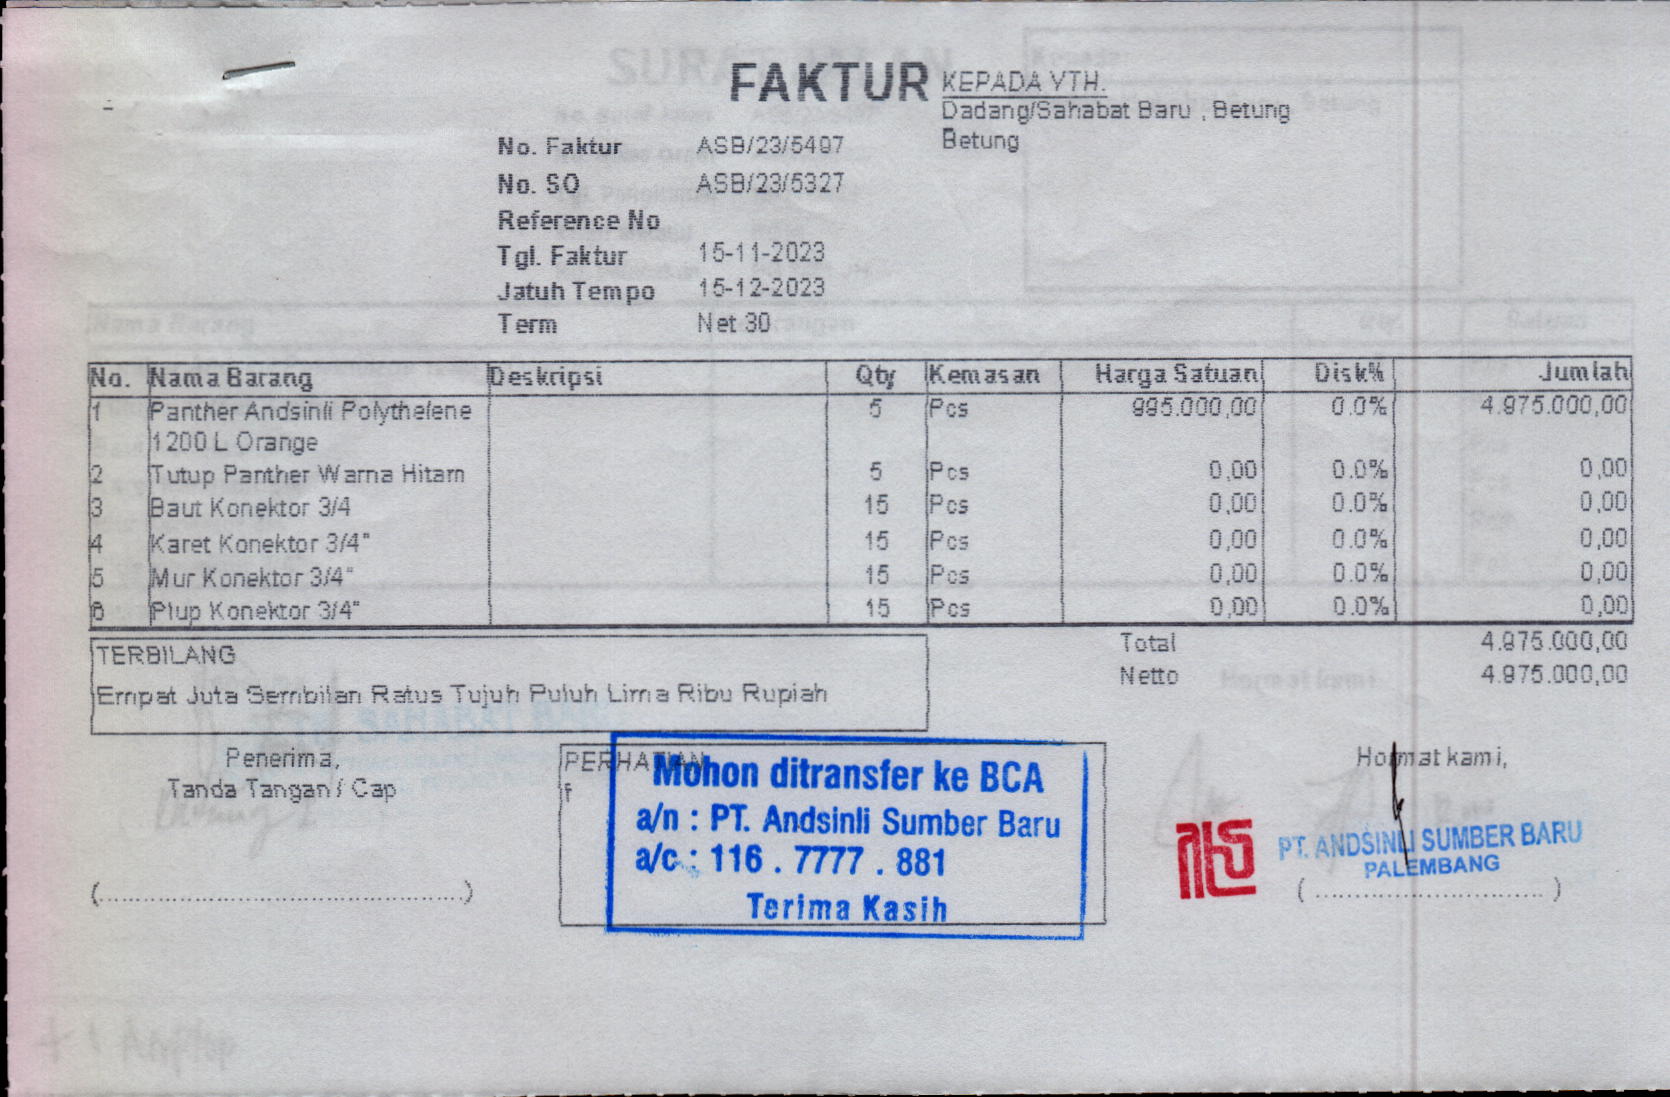 FAKTUR
KEPADA YTH.
Dadang/Sahabat Baru , Betung
Betung
No. Faktur ASB/23/5497
No. SO ASB/23/5327
Reference No
Tgl. Faktur 15-11-2023
Jatuh Tempo 15-12-2023
Term Net 30
No. Nama Barang Deskripsi Qty Kemasan Harga Satuan Disk% Jumlah
1 Panther Andsinli Polythelene 5 Pcs 995.000,00 0.0% 4.975.000,00
1200 L Orange
2 Tutup Panther Warna Hitam 5 Pcs 0,00 0.0% 0,00
3 Baut Konektor 3/4 15 Pcs 0,00 0.0% 0,00
4 Karet Konektor 3/4" 15 Pcs 0,00 0.0% 0,00
5 Mur Konektor 3/4" 15 Pcs 0,00 0.0% 0,00
6 Plup Konektor 3/4" 15 Pcs 0,00 0.0% 0,00
Total 4.975.000,00
Netto 4.975.000,00
TERBILANG
Empat Juta Sembilan Ratus Tujuh Puluh Lima Ribu Rupiah
Penerima,
Tanda Tangan / Cap
(..............................................)
PERHATIAN
Mohon ditransfer ke BCA
a/n : PT. Andsinli Sumber Baru
a/c : 116 . 7777 . 881
Terima Kasih
Hormat kami,
PT. ANDSINLI SUMBER BARU
PALEMBANG
(..............................)